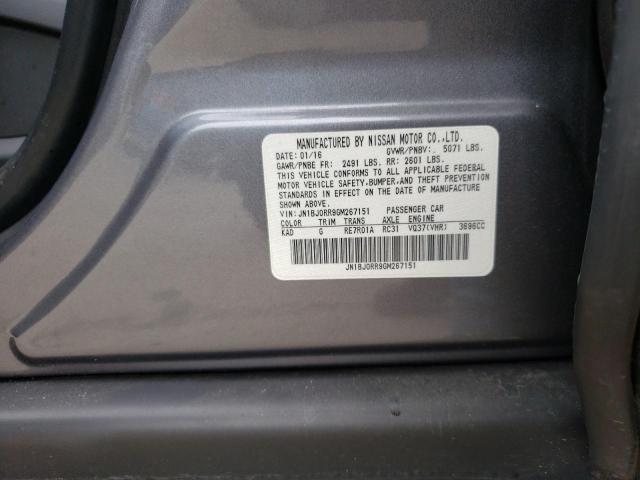 MANUFACTURED BY NISSAN MOTOR CO.,LTD.
DATE: 01/16 GVWR/PNBV: 5071 LBS.
GAWR/PNBE FR: 2491 LBS. RR: 2601 LBS.
THIS VEHICLE CONFORMS TO ALL APPLICABLE FEDERAL
MOTOR VEHICLE SAFETY,BUMPER,AND THEFT PREVENTION
STANDARDS IN EFFECT ON THE DATE OF MANUFACTURE
SHOWN ABOVE.
VIN: JN1BJ0RR9GM267151 PASSENGER CAR
COLOR TRIM TRANS AXLE ENGINE
KAD G RE7R01A RC31 VQ37(VHR) 3696CC
JN1BJ0RR9GM267151